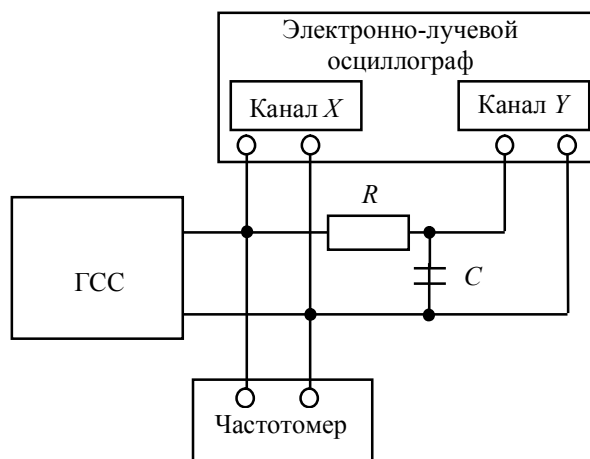 Электронно-лучевой
осциллограф
Канал X
Канал Y
R
ГСС
C
Частотомер